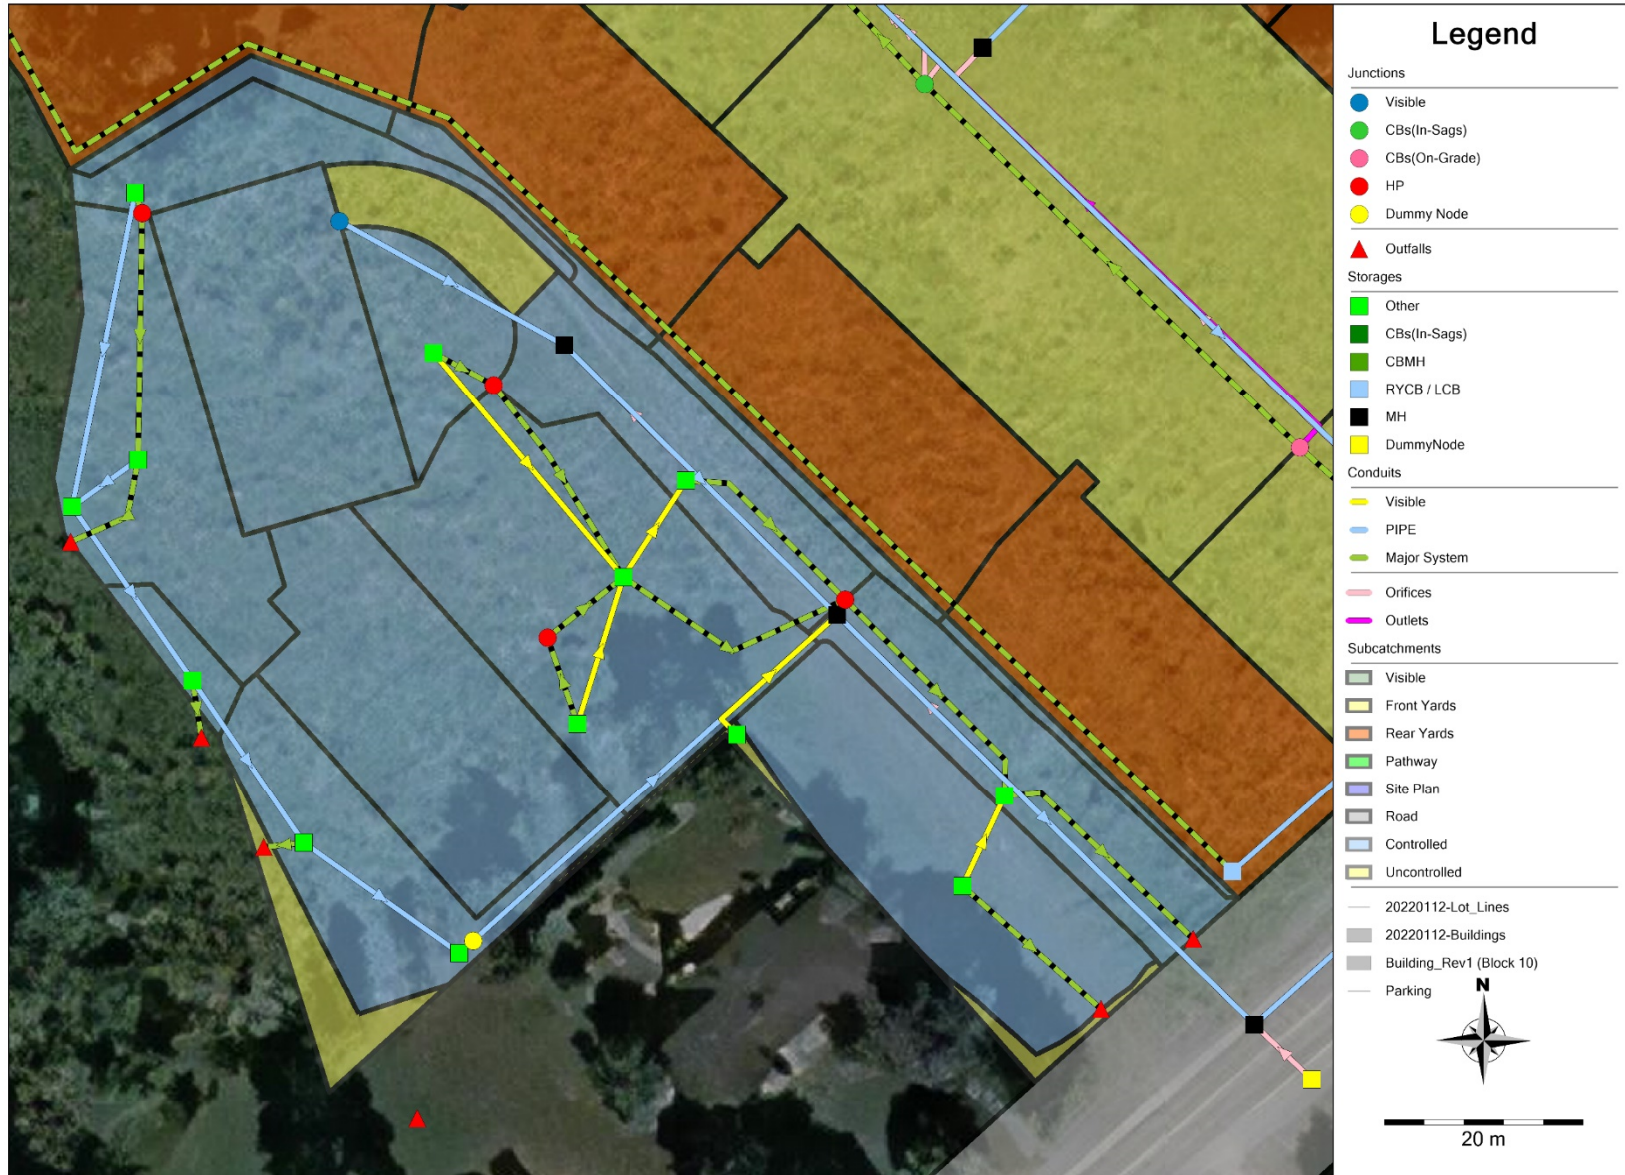 Legend
Junctions
Visible
CBs(In-Sags)
CBs(On-Grade)
HP
Dummy Node
Outfalls
Storages
Other
CBs(In-Sags)
CBMH
RYCB / LCB
MH
DummyNode
Conduits
Visible
PIPE
Major System
Orifices
Outlets
Subcatchments
Visible
Front Yards
Rear Yards
Pathway
Site Plan
Road
Controlled
Uncontrolled
20220112-Lot_Lines
20220112-Buildings
Building_Rev1 (Block 10)
Parking
N
20 m